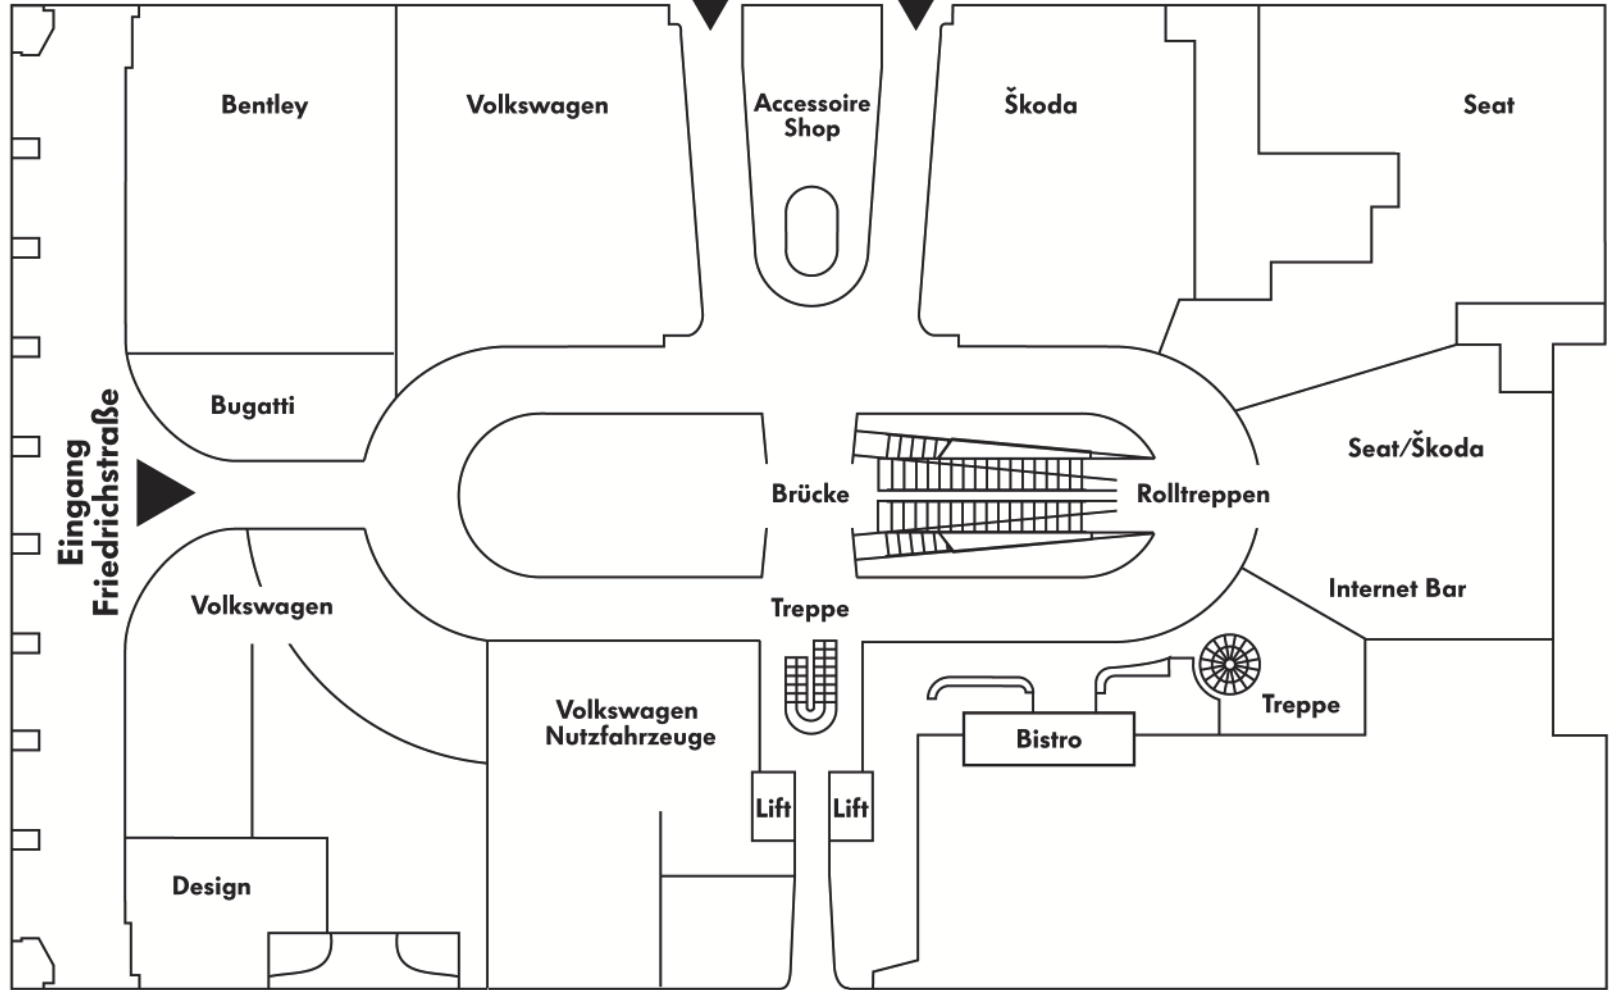 Bentley
Volkswagen
Accessoire
Shop
Škoda
Seat
Bugatti
Eingang
Friedrichstraße
Seat/Škoda
Brücke
Rolltreppen
Volkswagen
Treppe
Internet Bar
Volkswagen
Nutzfahrzeuge
Treppe
Bistro
Lift
Lift
Design